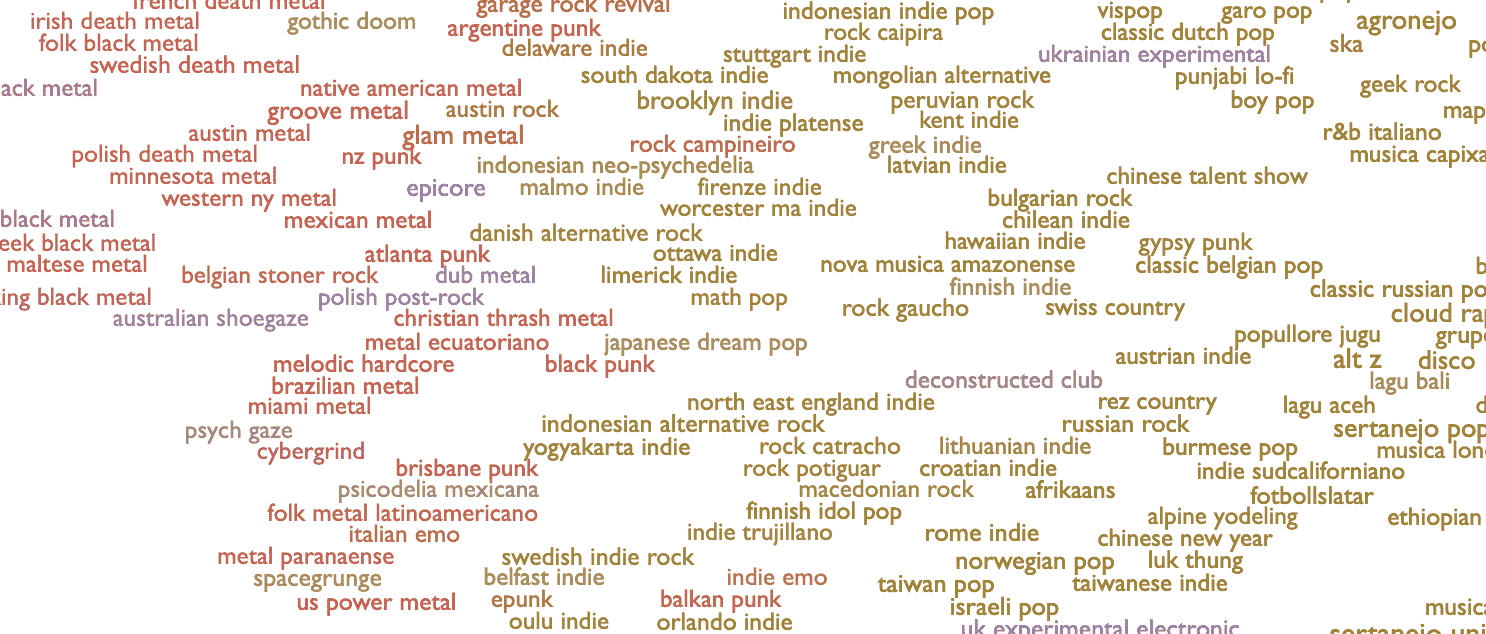 french death metal
garage rock revival
indonesian indie pop
vispop
garo pop
irish death metal
gothic doom
argentine punk
rock caipira
classic dutch pop
agronejo
folk black metal
delaware indie
stuttgart indie
ukrainian experimental
ska
swedish death metal
south dakota indie
mongolian alternative
punjabi lo-fi
geek rock
ack metal
native american metal
brooklyn indie
peruvian rock
boy pop
groove metal
austin rock
indie platense
kent indie
map
austin metal
glam metal
rock campineiro
greek indie
r&b italiano
polish death metal
nz punk
indonesian neo-psychedelia
latvian indie
musica capixa
minnesota metal
epicore
malmo indie
firenze indie
chinese talent show
western ny metal
worcester ma indie
bulgarian rock
black metal
mexican metal
chilean indie
eek black metal
danish alternative rock
hawaiian indie
gypsy punk
maltese metal
atlanta punk
ottawa indie
nova musica amazonense
classic belgian pop
belgian stoner rock
dub metal
limerick indie
finnish indie
classic russian po
ing black metal
polish post-rock
math pop
rock gaucho
swiss country
cloud rap
australian shoegaze
christian thrash metal
popullore jugu
grup
metal ecuatoriano
japanese dream pop
austrian indie
alt z
disco
melodic hardcore
black punk
deconstructed club
lagu bali
brazilian metal
miami metal
north east england indie
rez country
lagu aceh
psych gaze
indonesian alternative rock
russian rock
sertanejo pop
cybergrind
yogyakarta indie
rock catracho
lithuanian indie
burmese pop
musica lon
brisbane punk
rock potiguar
croatian indie
indie sudcaliforniano
psicodelia mexicana
macedonian rock
afrikaans
fotbollslatar
folk metal latinoamericano
finnish idol pop
alpine yodeling
ethiopian
italian emo
indie trujillano
rome indie
chinese new year
metal paranaense
swedish indie rock
norwegian pop
luk thung
spacegrunge
belfast indie
indie emo
taiwan pop
taiwanese indie
us power metal
epunk
balkan punk
israeli pop
musica
oulu indie
orlando indie
uk experimental electronic